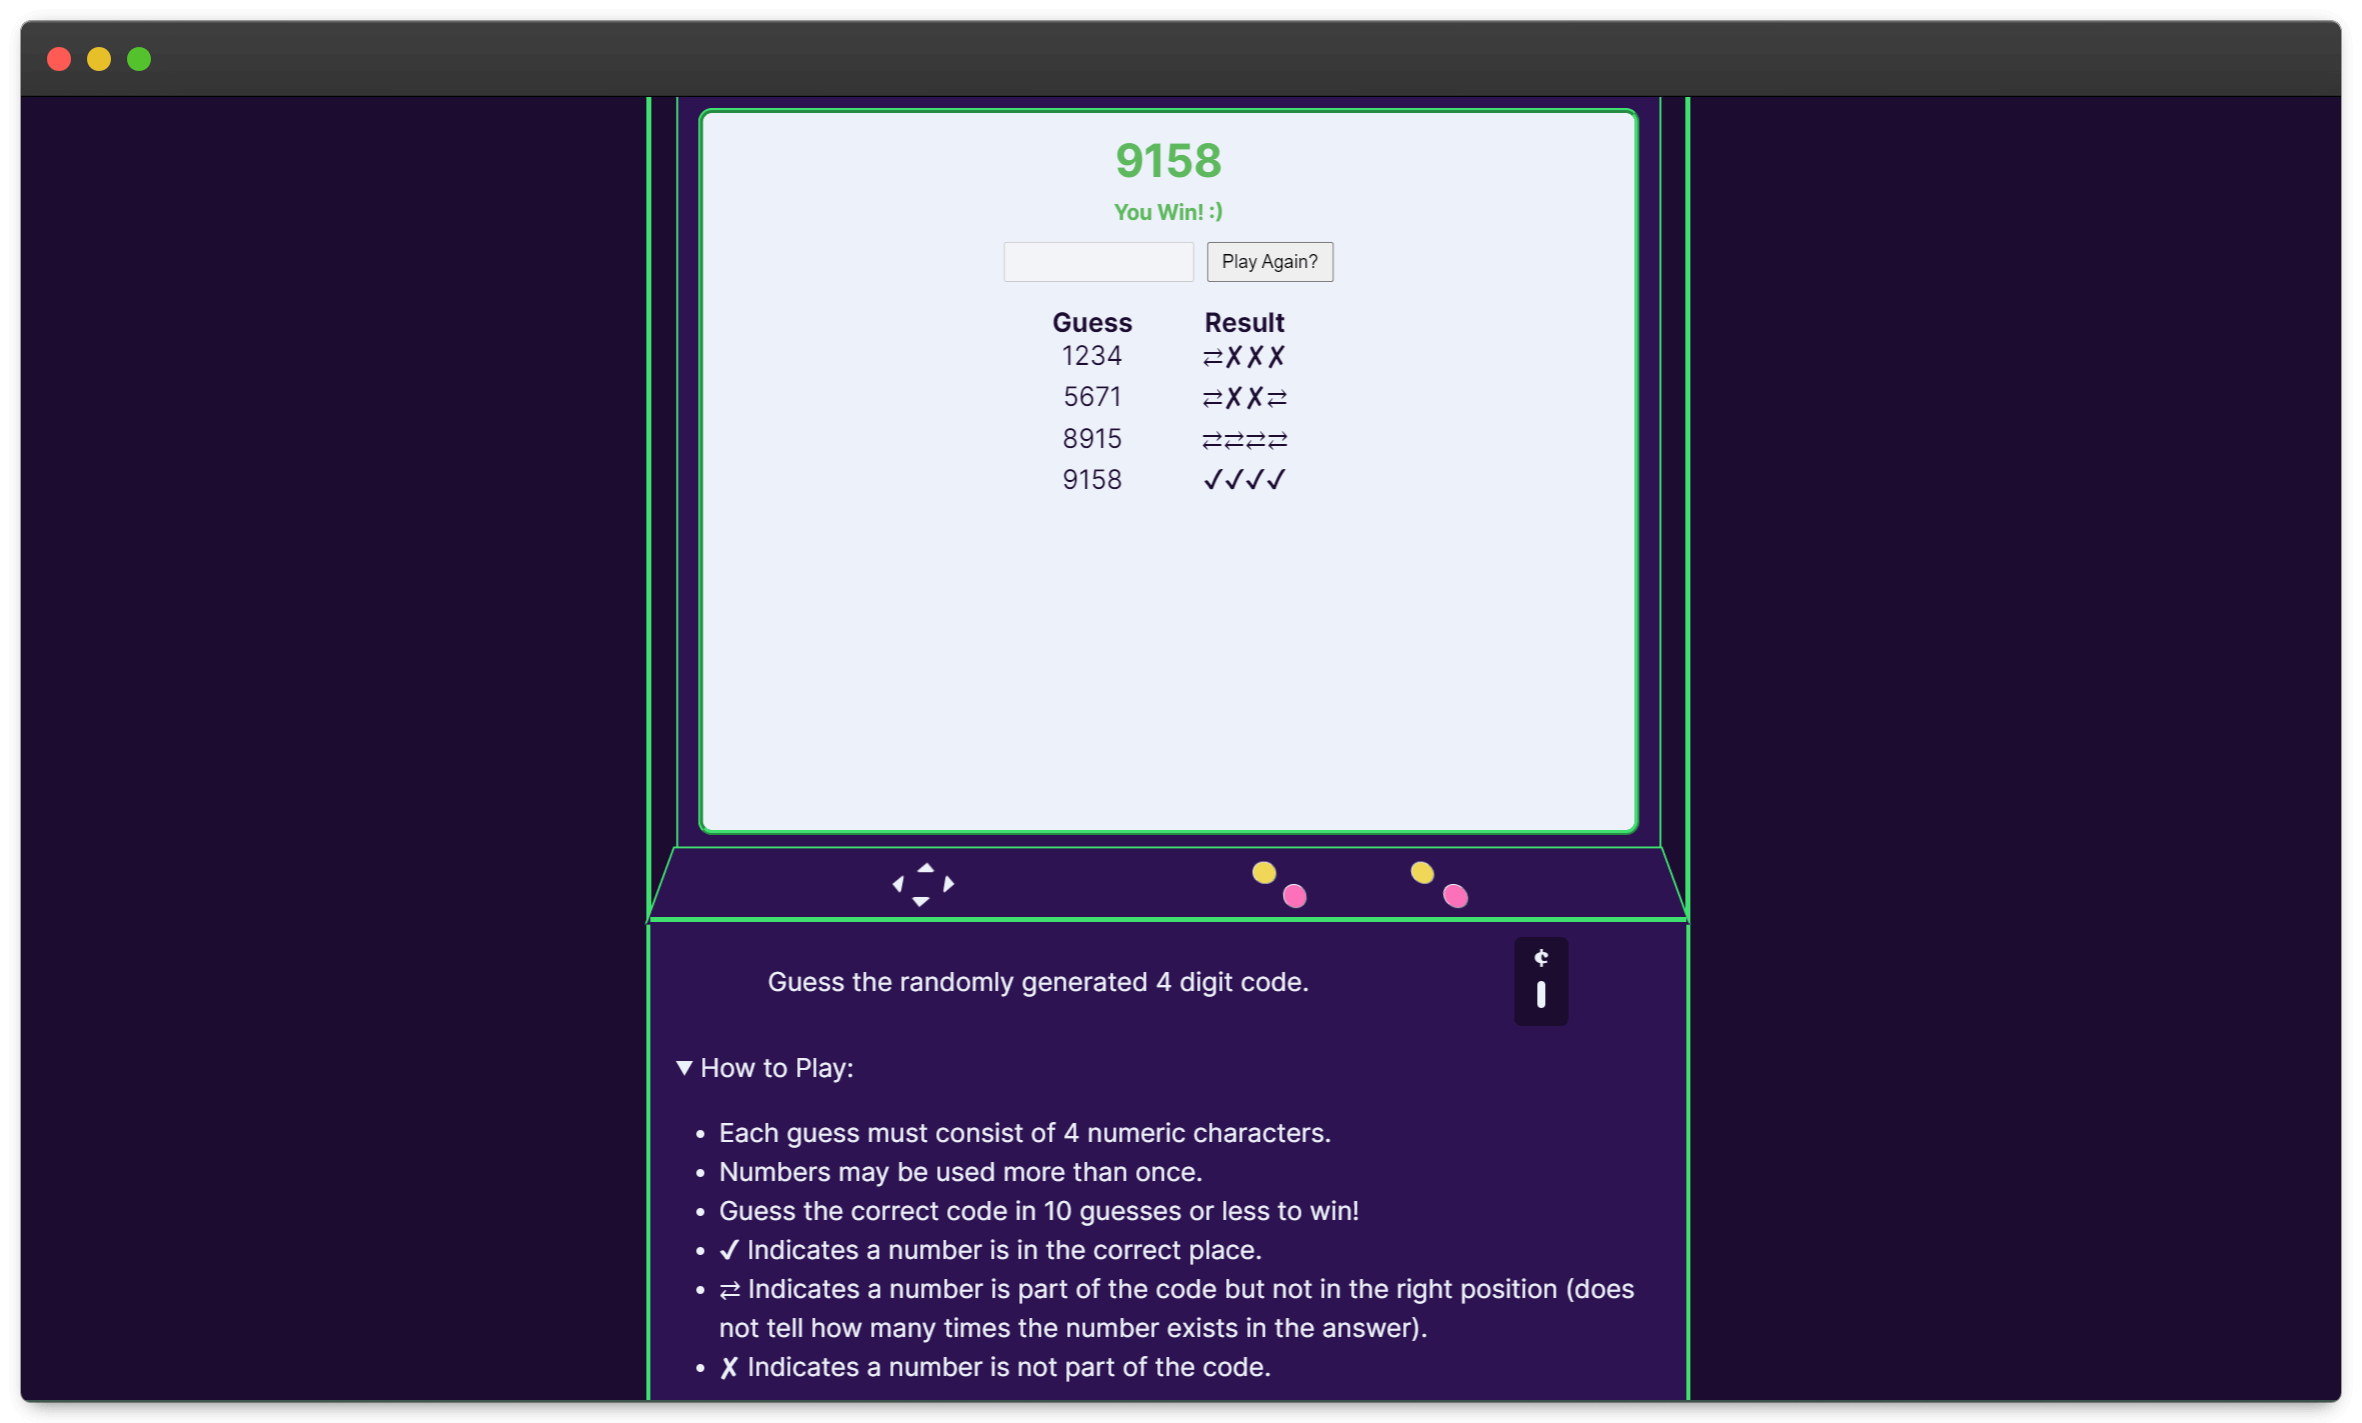 9158
You Win! :)
Play Again?
Guess Result
1234 ⇄✗✗✗
5671 ⇄✗✗⇄
8915 ⇄⇄⇄⇄
9158 ✓✓✓✓
Guess the randomly generated 4 digit code.
¢
▼ How to Play:
• Each guess must consist of 4 numeric characters.
• Numbers may be used more than once.
• Guess the correct code in 10 guesses or less to win!
• ✓ Indicates a number is in the correct place.
• ⇄ Indicates a number is part of the code but not in the right position (does
not tell how many times the number exists in the answer).
• ✗ Indicates a number is not part of the code.